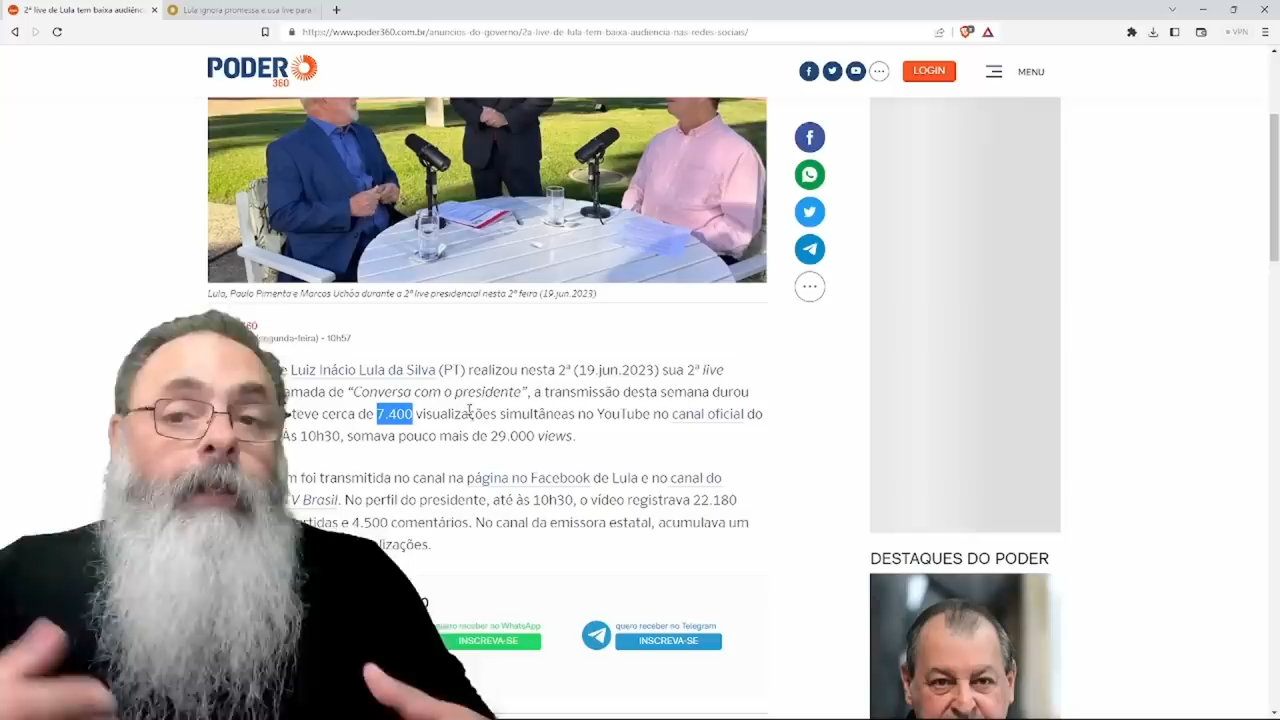 2ª live de Lula tem baixa audiênc
Lula ignora promessa e usa live para
https://www.poder360.com.br/anuncios-do-governo/2a-live-de-lula-tem-baixa-audiencia-nas-redes-sociais/
VPN
PODER
360
LOGIN
MENU
Lula, Paulo Pimenta e Marcos Uchôa durante a 2ª live presidencial nesta 2ª feira (19.jun.2023)
(segunda-feira) - 10h57
Luiz Inácio Lula da Silva (PT) realizou nesta 2ª (19.jun.2023) sua 2ª live
amada de “Conversa com o presidente”, a transmissão desta semana durou
teve cerca de 7.400 visualizações simultâneas no YouTube no canal oficial do
Às 10h30, somava pouco mais de 29.000 views.
m foi transmitida no canal na página no Facebook de Lula e no canal do
V Brasil. No perfil do presidente, até às 10h30, o vídeo registrava 22.180
rtidas e 4.500 comentários. No canal da emissora estatal, acumulava um
lizações.
quero receber no WhatsApp
INSCREVA-SE
quero receber no Telegram
INSCREVA-SE
DESTAQUES DO PODER